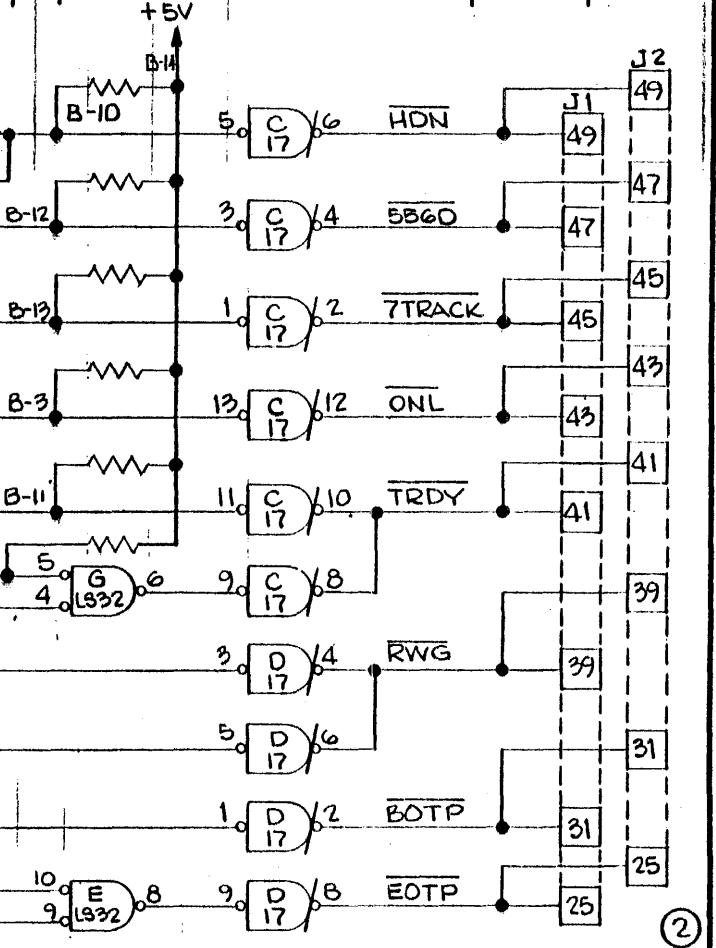 +5V
B-14
J2
B-10
5 C 17 6 HDN
J1
49
49
B-12
3 C 17 4 5560
47
47
B-13
1 C 17 2 7TRACK
45
45
B-3
13 C 17 12 ONL
43
43
B-11
11 C 17 10 TRDY
41
41
5 4 G LS32 6
9 C 17 8
39
3 D 17 4 RWG
39
5 D 17 6
31
1 D 17 2 BOTP
31
25
10 9 E LS32 8
9 D 17 8 EOTP
25
2